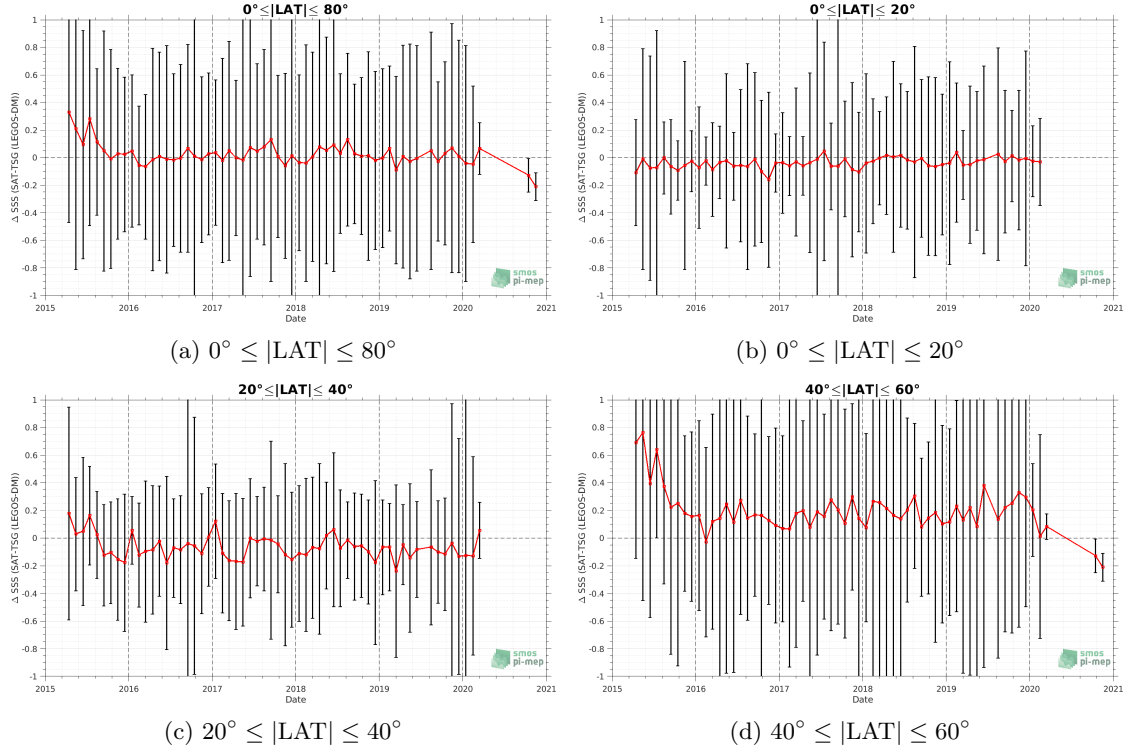 0°≤|LAT|≤ 80°
Δ SSS (SAT-TSG (LEGOS-DM))
1
0.8
0.6
0.4
0.2
0
-0.2
-0.4
-0.6
-0.8
-1
2015 2016 2017 2018 2019 2020 2021
Date
smos
pi-mep
(a) 0° ≤ |LAT| ≤ 80°
0°≤|LAT|≤ 20°
Δ SSS (SAT-TSG (LEGOS-DM))
1
0.8
0.6
0.4
0.2
0
-0.2
-0.4
-0.6
-0.8
-1
2015 2016 2017 2018 2019 2020 2021
Date
smos
pi-mep
(b) 0° ≤ |LAT| ≤ 20°
20°≤|LAT|≤ 40°
Δ SSS (SAT-TSG (LEGOS-DM))
1
0.8
0.6
0.4
0.2
0
-0.2
-0.4
-0.6
-0.8
-1
2015 2016 2017 2018 2019 2020 2021
Date
smos
pi-mep
(c) 20° ≤ |LAT| ≤ 40°
40°≤|LAT|≤ 60°
Δ SSS (SAT-TSG (LEGOS-DM))
1
0.8
0.6
0.4
0.2
0
-0.2
-0.4
-0.6
-0.8
-1
2015 2016 2017 2018 2019 2020 2021
Date
smos
pi-mep
(d) 40° ≤ |LAT| ≤ 60°